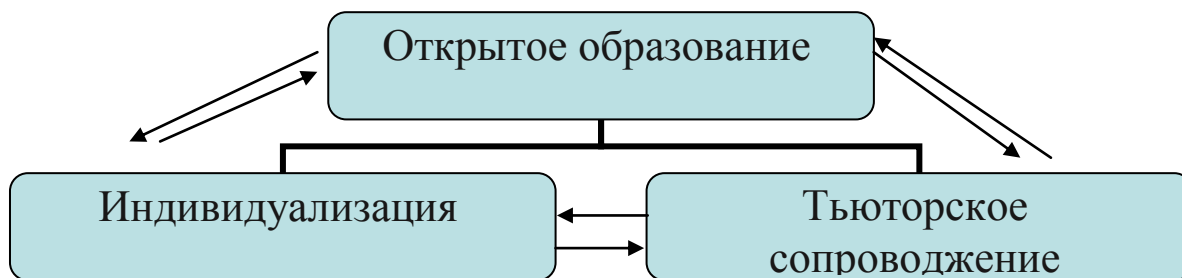 Открытое образование
Индивидуализация
Тьюторское
сопроводжение